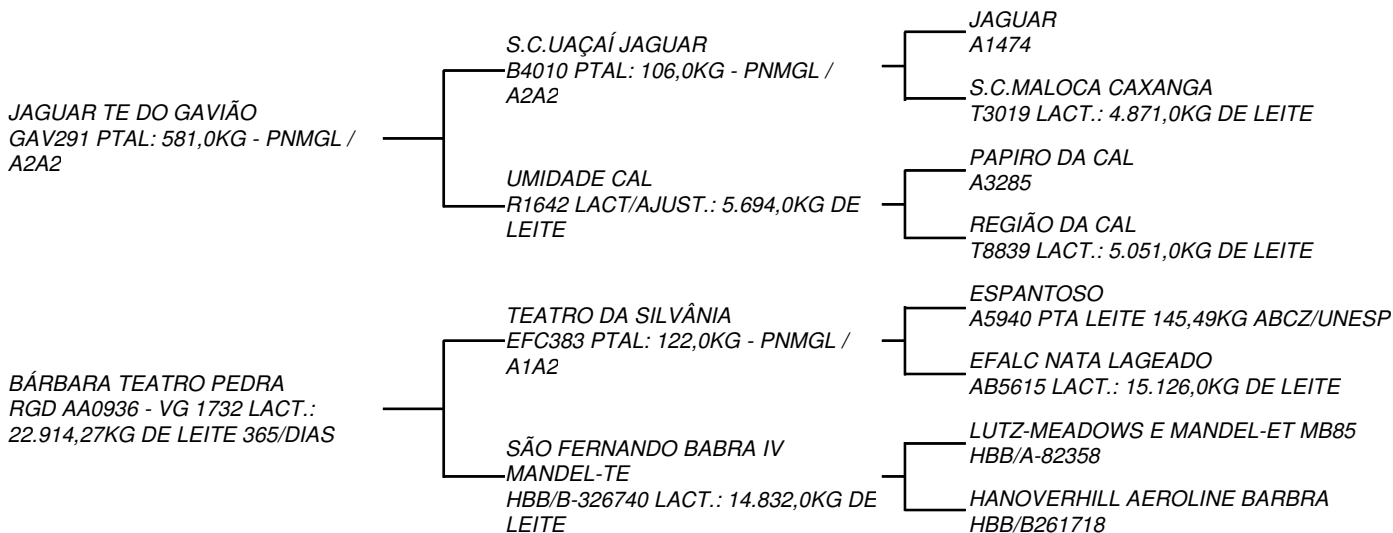 JAGUAR TE DO GAVIÃO
GAV291 PTAL: 581,0KG - PNMGL /
A2A2
BÁRBARA TEATRO PEDRA
RGD AA0936 - VG 1732 LACT.:
22.914,27KG DE LEITE 365/DIAS
S.C.UAÇAÍ JAGUAR
B4010 PTAL: 106,0KG - PNMGL /
A2A2
UMIDADE CAL
R1642 LACT/AJUST.: 5.694,0KG DE
LEITE
TEATRO DA SILVÂNIA
EFC383 PTAL: 122,0KG - PNMGL /
A1A2
SÃO FERNANDO BABRA IV
MANDEL-TE
HBB/B-326740 LACT.: 14.832,0KG DE
LEITE
JAGUAR
A1474
S.C.MALOCA CAXANGA
T3019 LACT.: 4.871,0KG DE LEITE
PAPIRO DA CAL
A3285
REGIÃO DA CAL
T8839 LACT.: 5.051,0KG DE LEITE
ESPANTOSO
A5940 PTA LEITE 145,49KG ABCZ/UNESP
EFALC NATA LAGEADO
AB5615 LACT.: 15.126,0KG DE LEITE
LUTZ-MEADOWS E MANDEL-ET MB85
HBB/A-82358
HANOVERHILL AEROLINE BARBRA
HBB/B261718